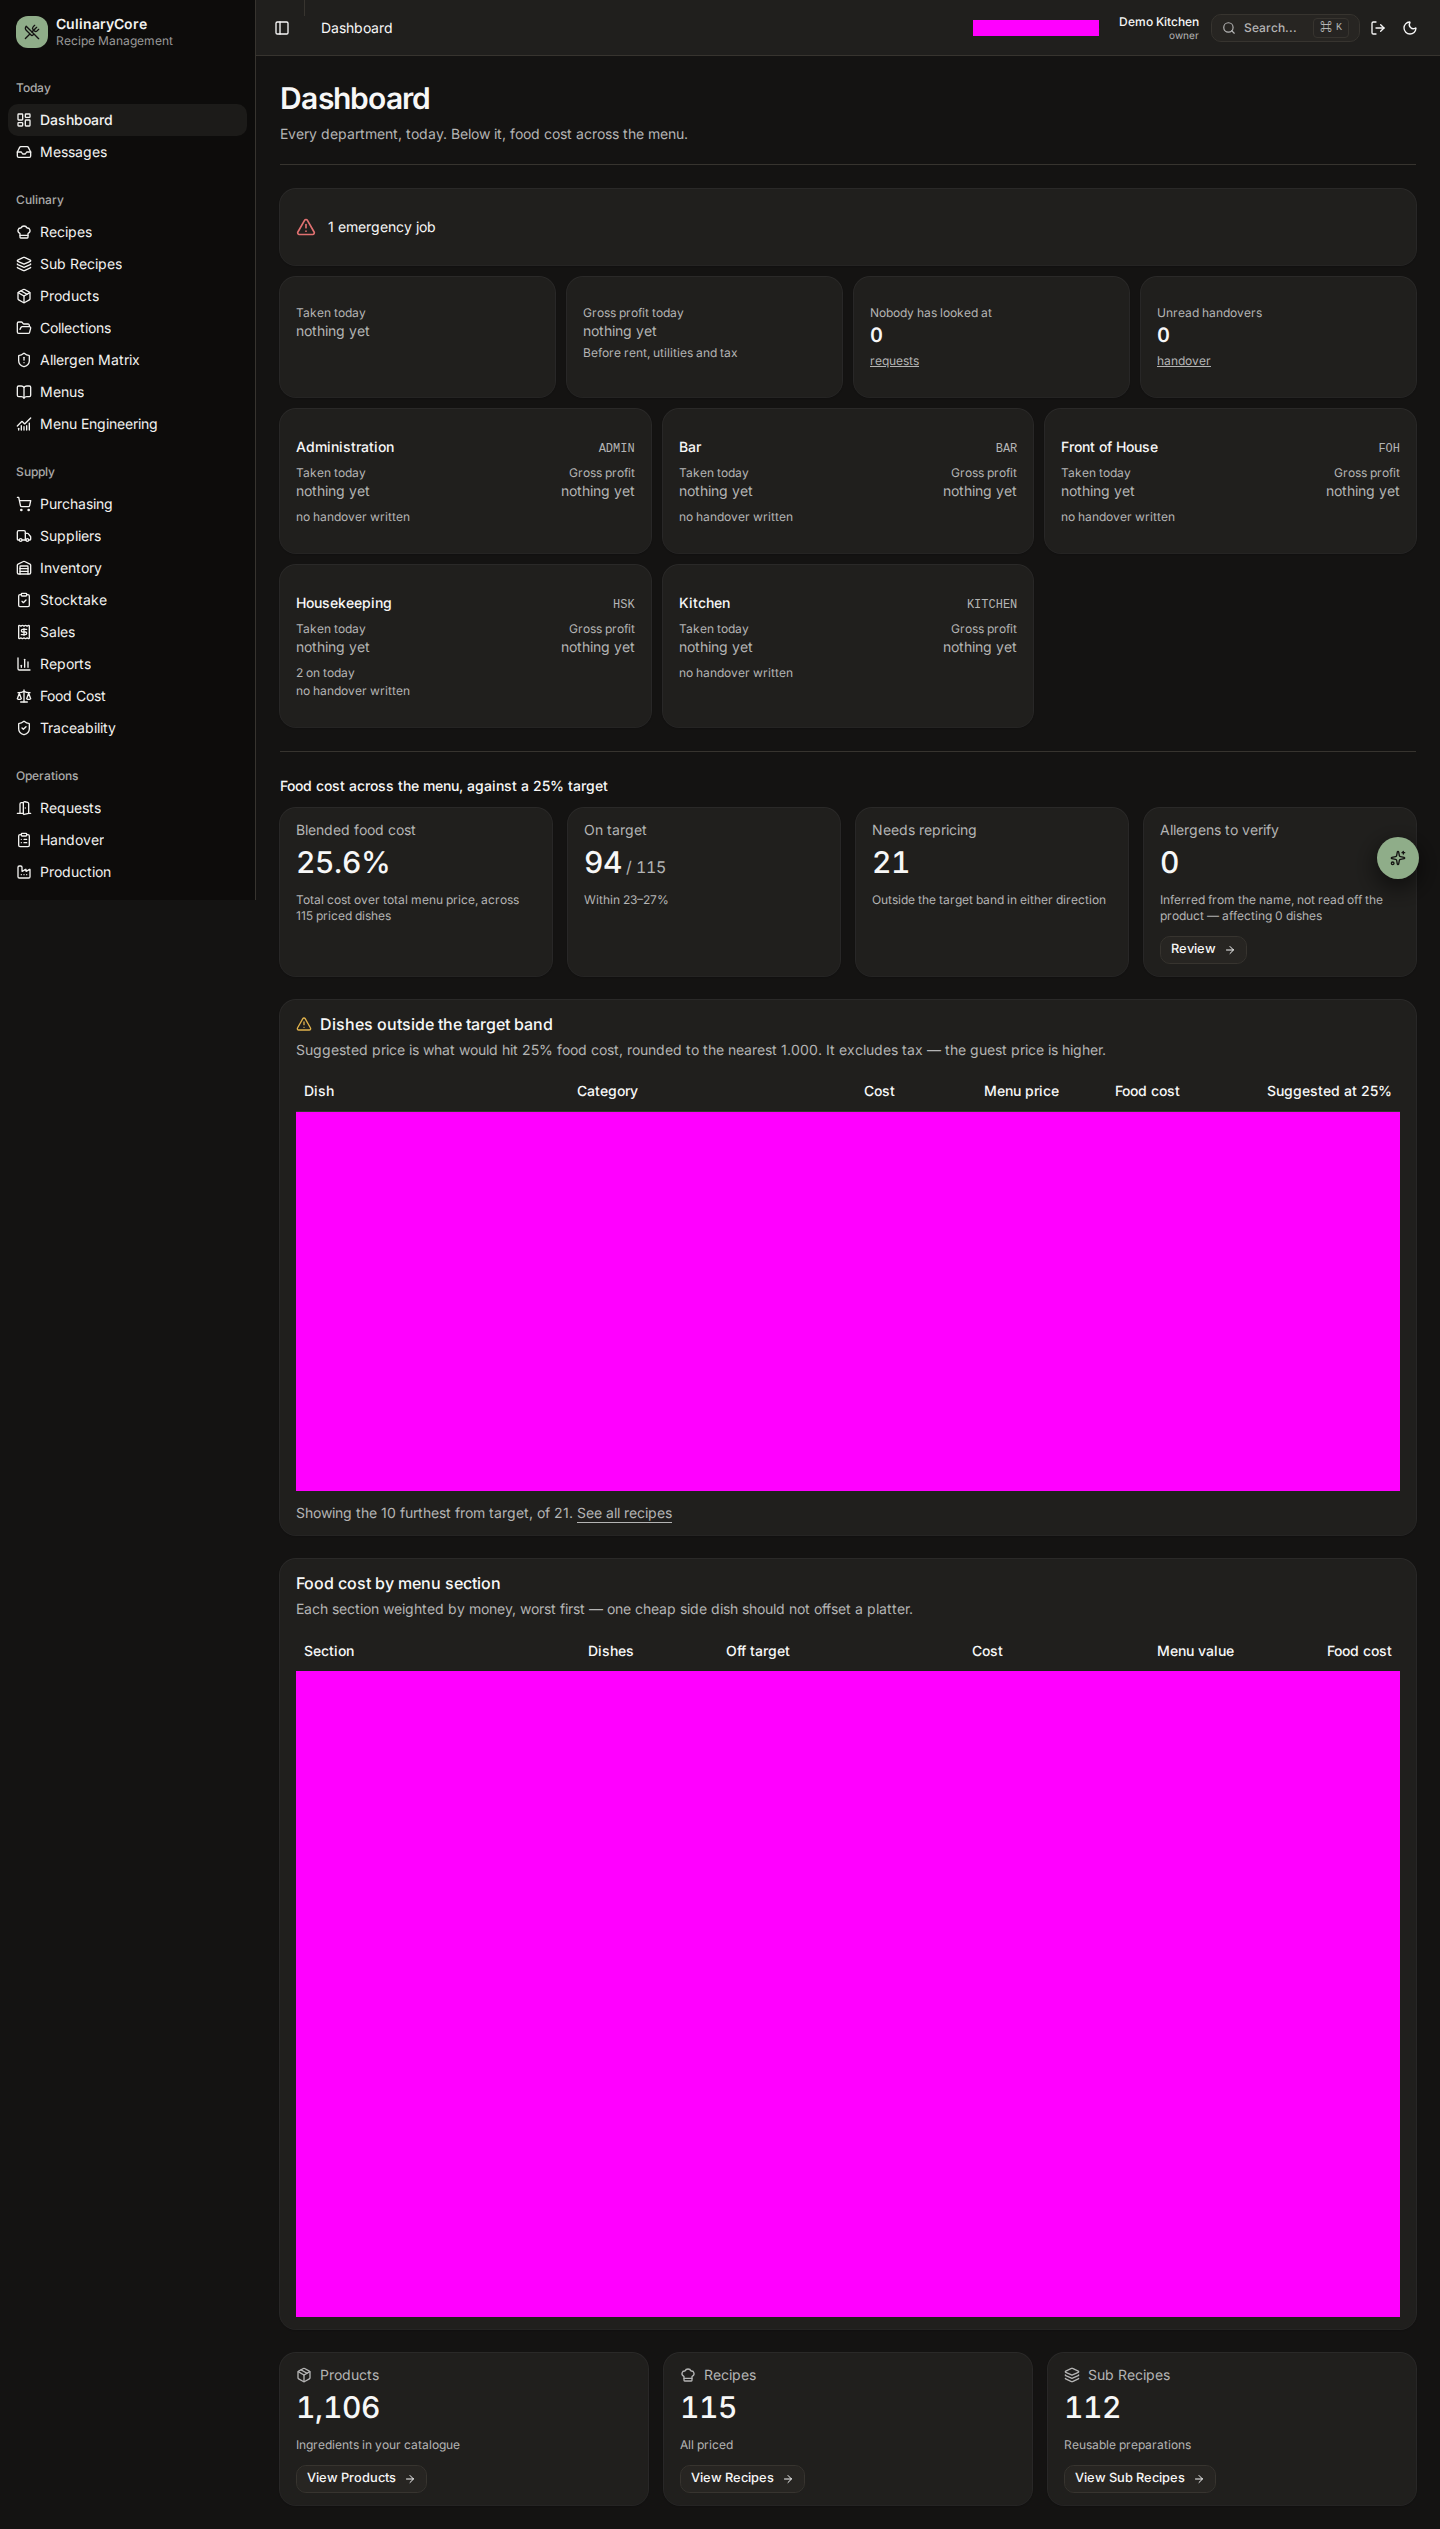 CulinaryCore
Recipe Management
Today
Dashboard
Messages
Culinary
Recipes
Sub Recipes
Products
Collections
Allergen Matrix
Menus
Menu Engineering
Supply
Purchasing
Suppliers
Inventory
Stocktake
Sales
Reports
Food Cost
Traceability
Operations
Requests
Handover
Production
Dashboard
Demo Kitchen
owner
Search...
⌘ K
Dashboard
Every department, today. Below it, food cost across the menu.
1 emergency job
Taken today
nothing yet
Gross profit today
nothing yet
Before rent, utilities and tax
Nobody has looked at
0
requests
Unread handovers
0
handover
Administration ADMIN
Taken today Gross profit
nothing yet nothing yet
no handover written
Bar BAR
Taken today Gross profit
nothing yet nothing yet
no handover written
Front of House FOH
Taken today Gross profit
nothing yet nothing yet
no handover written
Housekeeping HSK
Taken today Gross profit
nothing yet nothing yet
2 on today
no handover written
Kitchen KITCHEN
Taken today Gross profit
nothing yet nothing yet
no handover written
Food cost across the menu, against a 25% target
Blended food cost
25.6%
Total cost over total menu price, across
115 priced dishes
On target
94 / 115
Within 23–27%
Needs repricing
21
Outside the target band in either direction
Allergens to verify
0
Inferred from the name, not read off the
product — affecting 0 dishes
Review →
Dishes outside the target band
Suggested price is what would hit 25% food cost, rounded to the nearest 1.000. It excludes tax — the guest price is higher.
Dish Category Cost Menu price Food cost Suggested at 25%
Showing the 10 furthest from target, of 21. See all recipes
Food cost by menu section
Each section weighted by money, worst first — one cheap side dish should not offset a platter.
Section Dishes Off target Cost Menu value Food cost
Products
1,106
Ingredients in your catalogue
View Products →
Recipes
115
All priced
View Recipes →
Sub Recipes
112
Reusable preparations
View Sub Recipes →